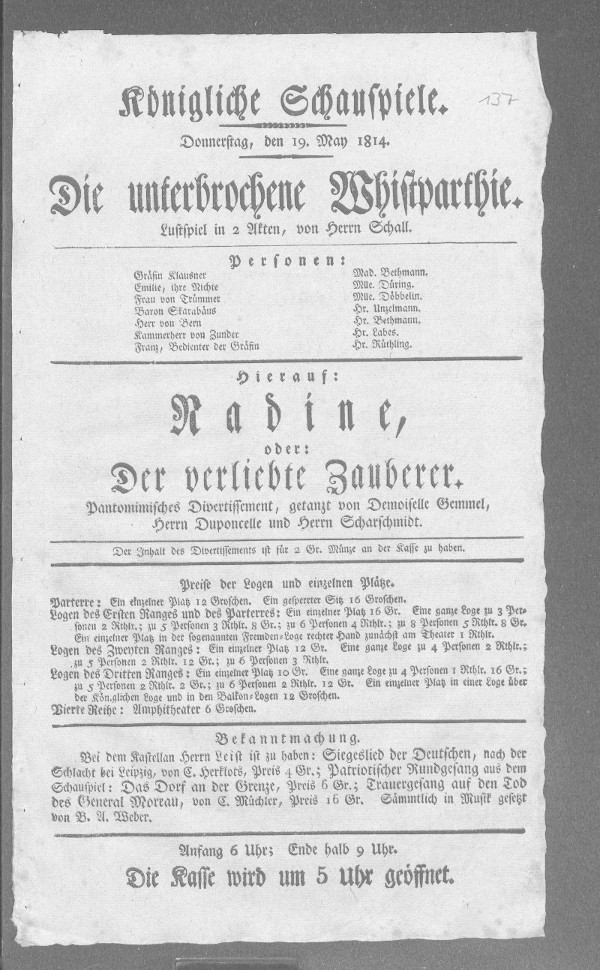 Königliche Schauspiele.
137
Donnerstag, den 19. May 1814.
Die unterbrochene Whistparthie.
Lustspiel in 2 Akten, von Herrn Schall.
Personen:
Gräfin Klausner Mad. Bethmann.
Emilie, ihre Nichte Mlle. Düring.
Frau von Trümmer Mlle. Döbbelin.
Baron Skarabäus Hr. Unzelmann.
Herr von Bern Hr. Bethmann.
Kammerherr von Zunder Hr. Labes.
Franz, Bedienter der Gräfin Hr. Rüthling.
Hierauf:
Nadine,
oder:
Der verliebte Zauberer.
Pantomimisches Divertissement, getanzt von Demoiselle Gemmel,
Herrn Duponcelle und Herrn Scharschmidt.
Der Inhalt des Divertissements ist für 2 Gr. Münze an der Kasse zu haben.
Preise der Logen und einzelnen Plätze.
Parterre: Ein einzelner Platz 12 Groschen. Ein gesperrter Sitz 16 Groschen.
Logen des Ersten Ranges und des Parterres: Ein einzelner Platz 16 Gr. Eine ganze Loge zu 3 Per-
sonen 2 Rthlr.; zu 5 Personen 3 Rthlr. 8 Gr.; zu 6 Personen 4 Rthlr.; zu 8 Personen 5 Rthlr. 8 Gr.
Ein einzelner Platz in der sogenannten Fremden-Loge rechter Hand zunächst am Theater 1 Rthlr.
Logen des Zweyten Ranges: Ein einzelner Platz 12 Gr. Eine ganze Loge zu 4 Personen 2 Rthlr.;
zu 5 Personen 2 Rthlr. 12 Gr.; zu 6 Personen 3 Rthlr.
Logen des Dritten Ranges: Ein einzelner Platz 10 Gr. Eine ganze Loge zu 4 Personen 1 Rthlr. 16 Gr.;
zu 5 Personen 2 Rthlr. 2 Gr.; zu 6 Personen 2 Rthlr. 12 Gr. Ein einzelner Platz in einer Loge über
der Königlichen Loge und in den Balkon-Logen 12 Groschen.
Vierte Reihe: Amphitheater 6 Groschen.
Bekanntmachung.
Bei dem Kastellan Herrn Leist ist zu haben: Siegeslied der Deutschen, nach der
Schlacht bei Leipzig, von C. Herklots, Preis 4 Gr.; Patriotischer Rundgesang aus dem
Schauspiel: Das Dorf an der Grenze, Preis 6 Gr.; Trauergesang auf den Tod
des General Moreau, von C. Müchler, Preis 16 Gr. Sämmtlich in Musik gesetzt
von B. A. Weber.
Anfang 6 Uhr; Ende halb 9 Uhr.
Die Kasse wird um 5 Uhr geöffnet.